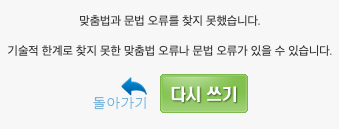 맞춤법과 문법 오류를 찾지 못했습니다.
기술적 한계로 찾지 못한 맞춤법 오류나 문법 오류가 있을 수 있습니다.
돌아가기
다시 쓰기